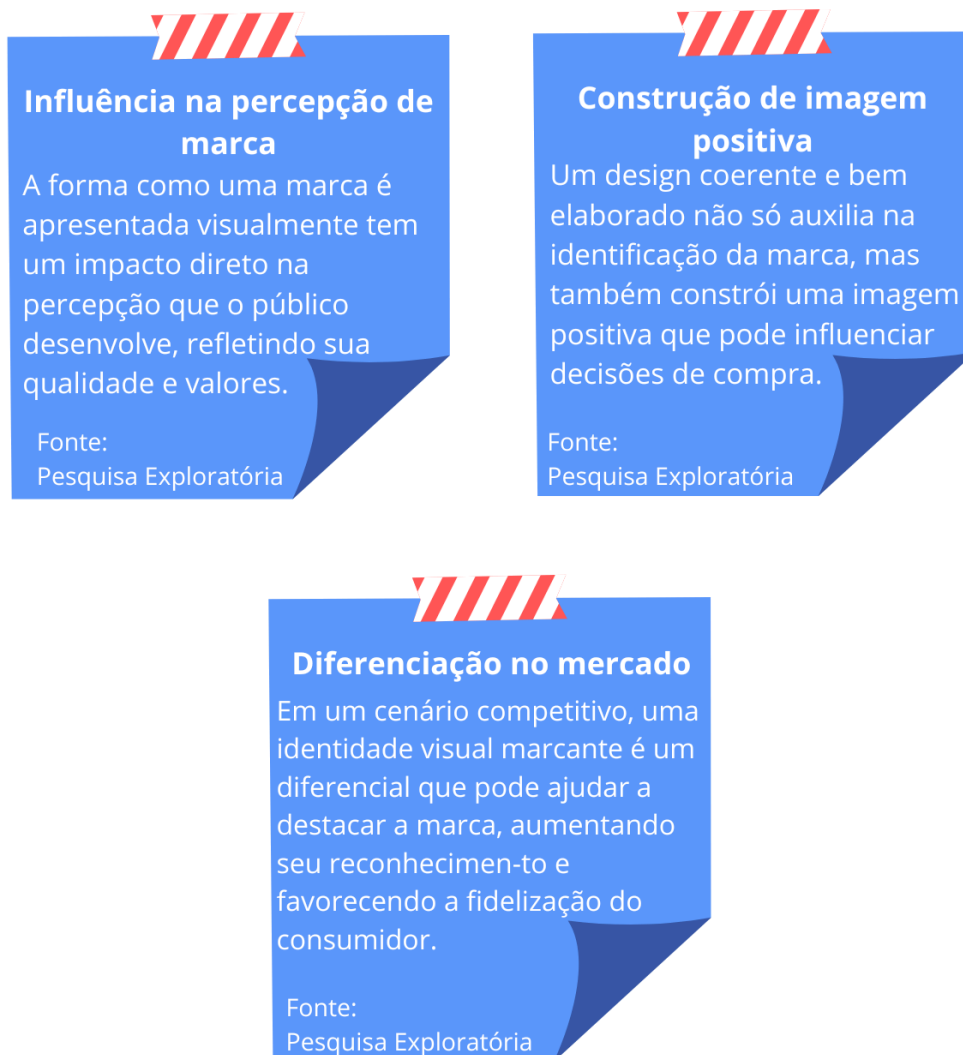 Influência na percepção de
marca
A forma como uma marca é
apresentada visualmente tem
um impacto direto na
percepção que o público
desenvolve, refletindo sua
qualidade e valores.
Fonte:
Pesquisa Exploratória
Construção de imagem
positiva
Um design coerente e bem
elaborado não só auxilia na
identificação da marca, mas
também constrói uma imagem
positiva que pode influenciar
decisões de compra.
Fonte:
Pesquisa Exploratória
Diferenciação no mercado
Em um cenário competitivo, uma
identidade visual marcante é um
diferencial que pode ajudar a
destacar a marca, aumentando
seu reconhecimen-to e
favorecendo a fidelização do
consumidor.
Fonte:
Pesquisa Exploratória